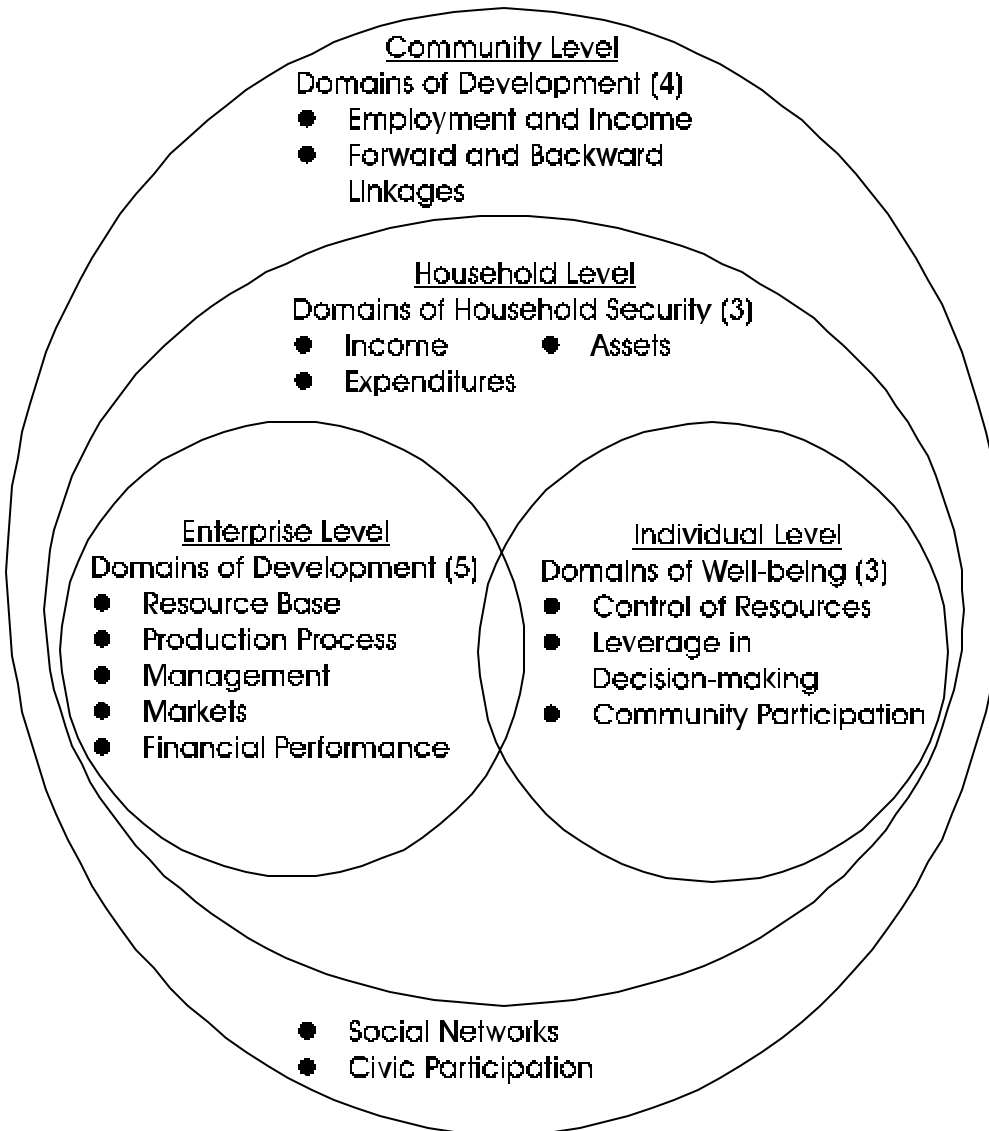 Community Level
Domains of Development (4)
● Employment and Income
● Forward and Backward
Linkages
Household Level
Domains of Household Security (3)
● Income ● Assets
● Expenditures
Enterprise Level
Domains of Development (5)
● Resource Base
● Production Process
● Management
● Markets
● Financial Performance
Individual Level
Domains of Well-being (3)
● Control of Resources
● Leverage in
Decision-making
● Community Participation
● Social Networks
● Civic Participation